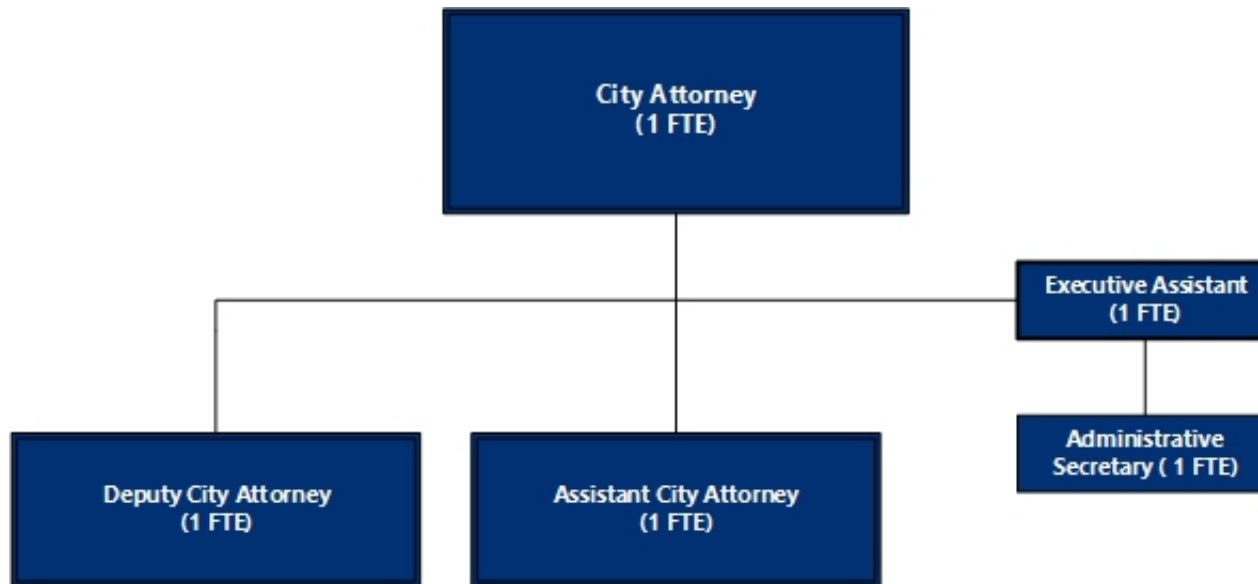 City Attorney
(1 FTE)
Executive Assistant
(1 FTE)
Administrative
Secretary ( 1 FTE)
Deputy City Attorney
(1 FTE)
Assistant City Attorney
(1 FTE)